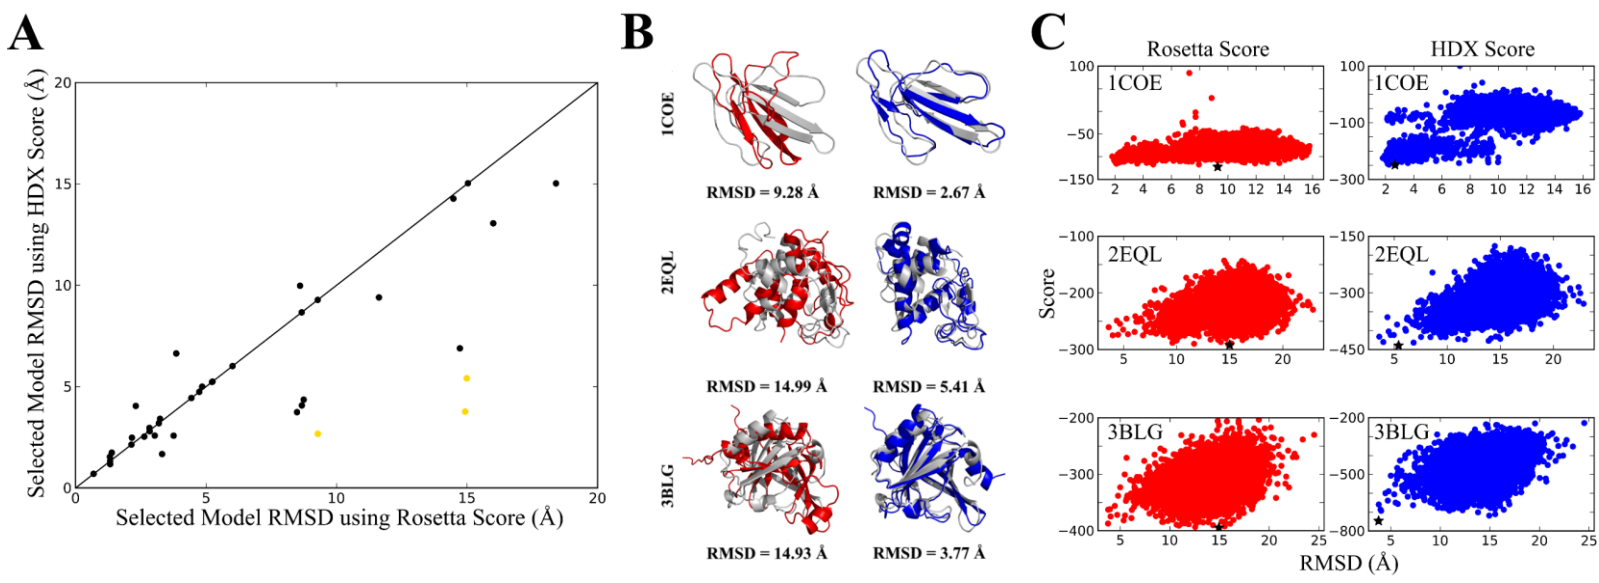 A
Selected Model RMSD using HDX Score (Å)
20
15
10
5
0
0
5
10
15
20
Selected Model RMSD using Rosetta Score (Å)
B
1COE
RMSD = 9.28 Å
RMSD = 2.67 Å
2EQL
RMSD = 14.99 Å
RMSD = 5.41 Å
3BLG
RMSD = 14.93 Å
RMSD = 3.77 Å
C
Rosetta Score
HDX Score
Score
100
1COE
−50
−150
2 4 6 8 10 12 14 16
100
1COE
−100
−300
2 4 6 8 10 12 14 16
−100
2EQL
−200
−300
5 10 15 20
−150
2EQL
−300
−450
5 10 15 20
−200
3BLG
−300
−400
5 10 15 20 25
−200
3BLG
−500
−800
5 10 15 20 25
RMSD (Å)